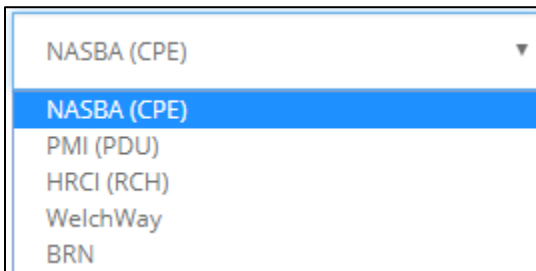 NASBA (CPE)
NASBA (CPE)
PMI (PDU)
HRCI (RCH)
WelchWay
BRN